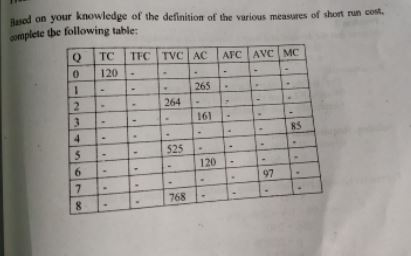 Based on your knowledge of the definition of the various measures of short run cost,
complete the following table:
Q TC TFC TVC AC AFC AVC MC
0 120 - - - - - -
1 - - - 265 - - -
2 - - 264 - - - -
3 - - - 161 - - -
4 - - - - - - 85
5 - - 525 - - - -
6 - - - 120 - - -
7 - - - - - 97 -
8 - - 768 - - - -